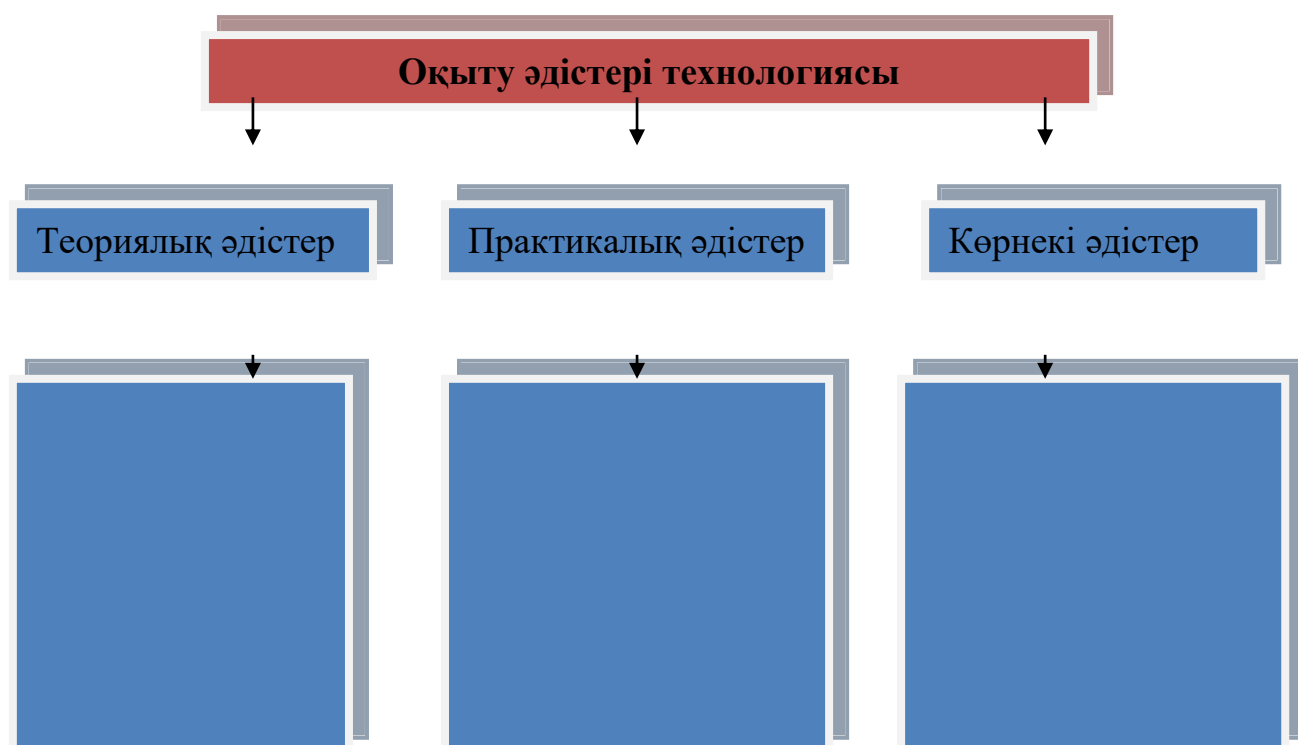 Оқыту әдістері технологиясы
Теориялық әдістер
Практикалық әдістер
Көрнекі әдістер